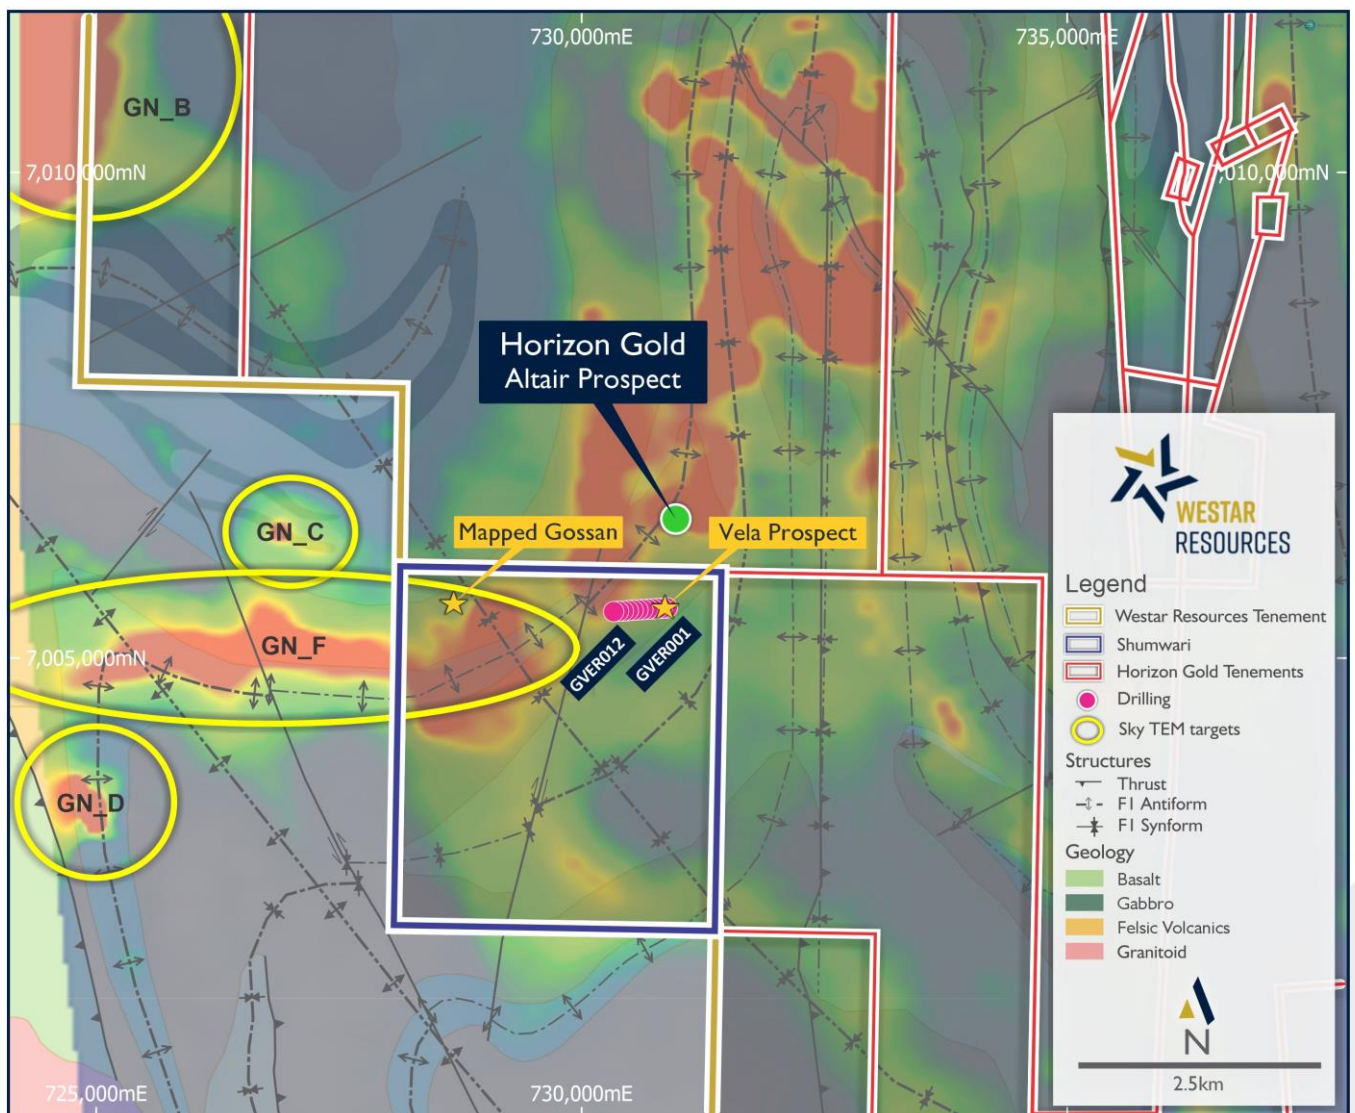 730,000mE
735,000mE
GN_B
7,010,000mN
7,010,000mN
Horizon Gold
Altair Prospect
GN_C
Mapped Gossan
Vela Prospect
GN_F
7,005,000mN
GVER012
GVER001
GN_D
WESTAR
RESOURCES
Legend
Westar Resources Tenement
Shumwari
Horizon Gold Tenements
Drilling
Sky TEM targets
Structures
Thrust
F1 Antiform
F1 Synform
Geology
Basalt
Gabbro
Felsic Volcanics
Granitoid
N
2.5km
725,000mE
730,000mE